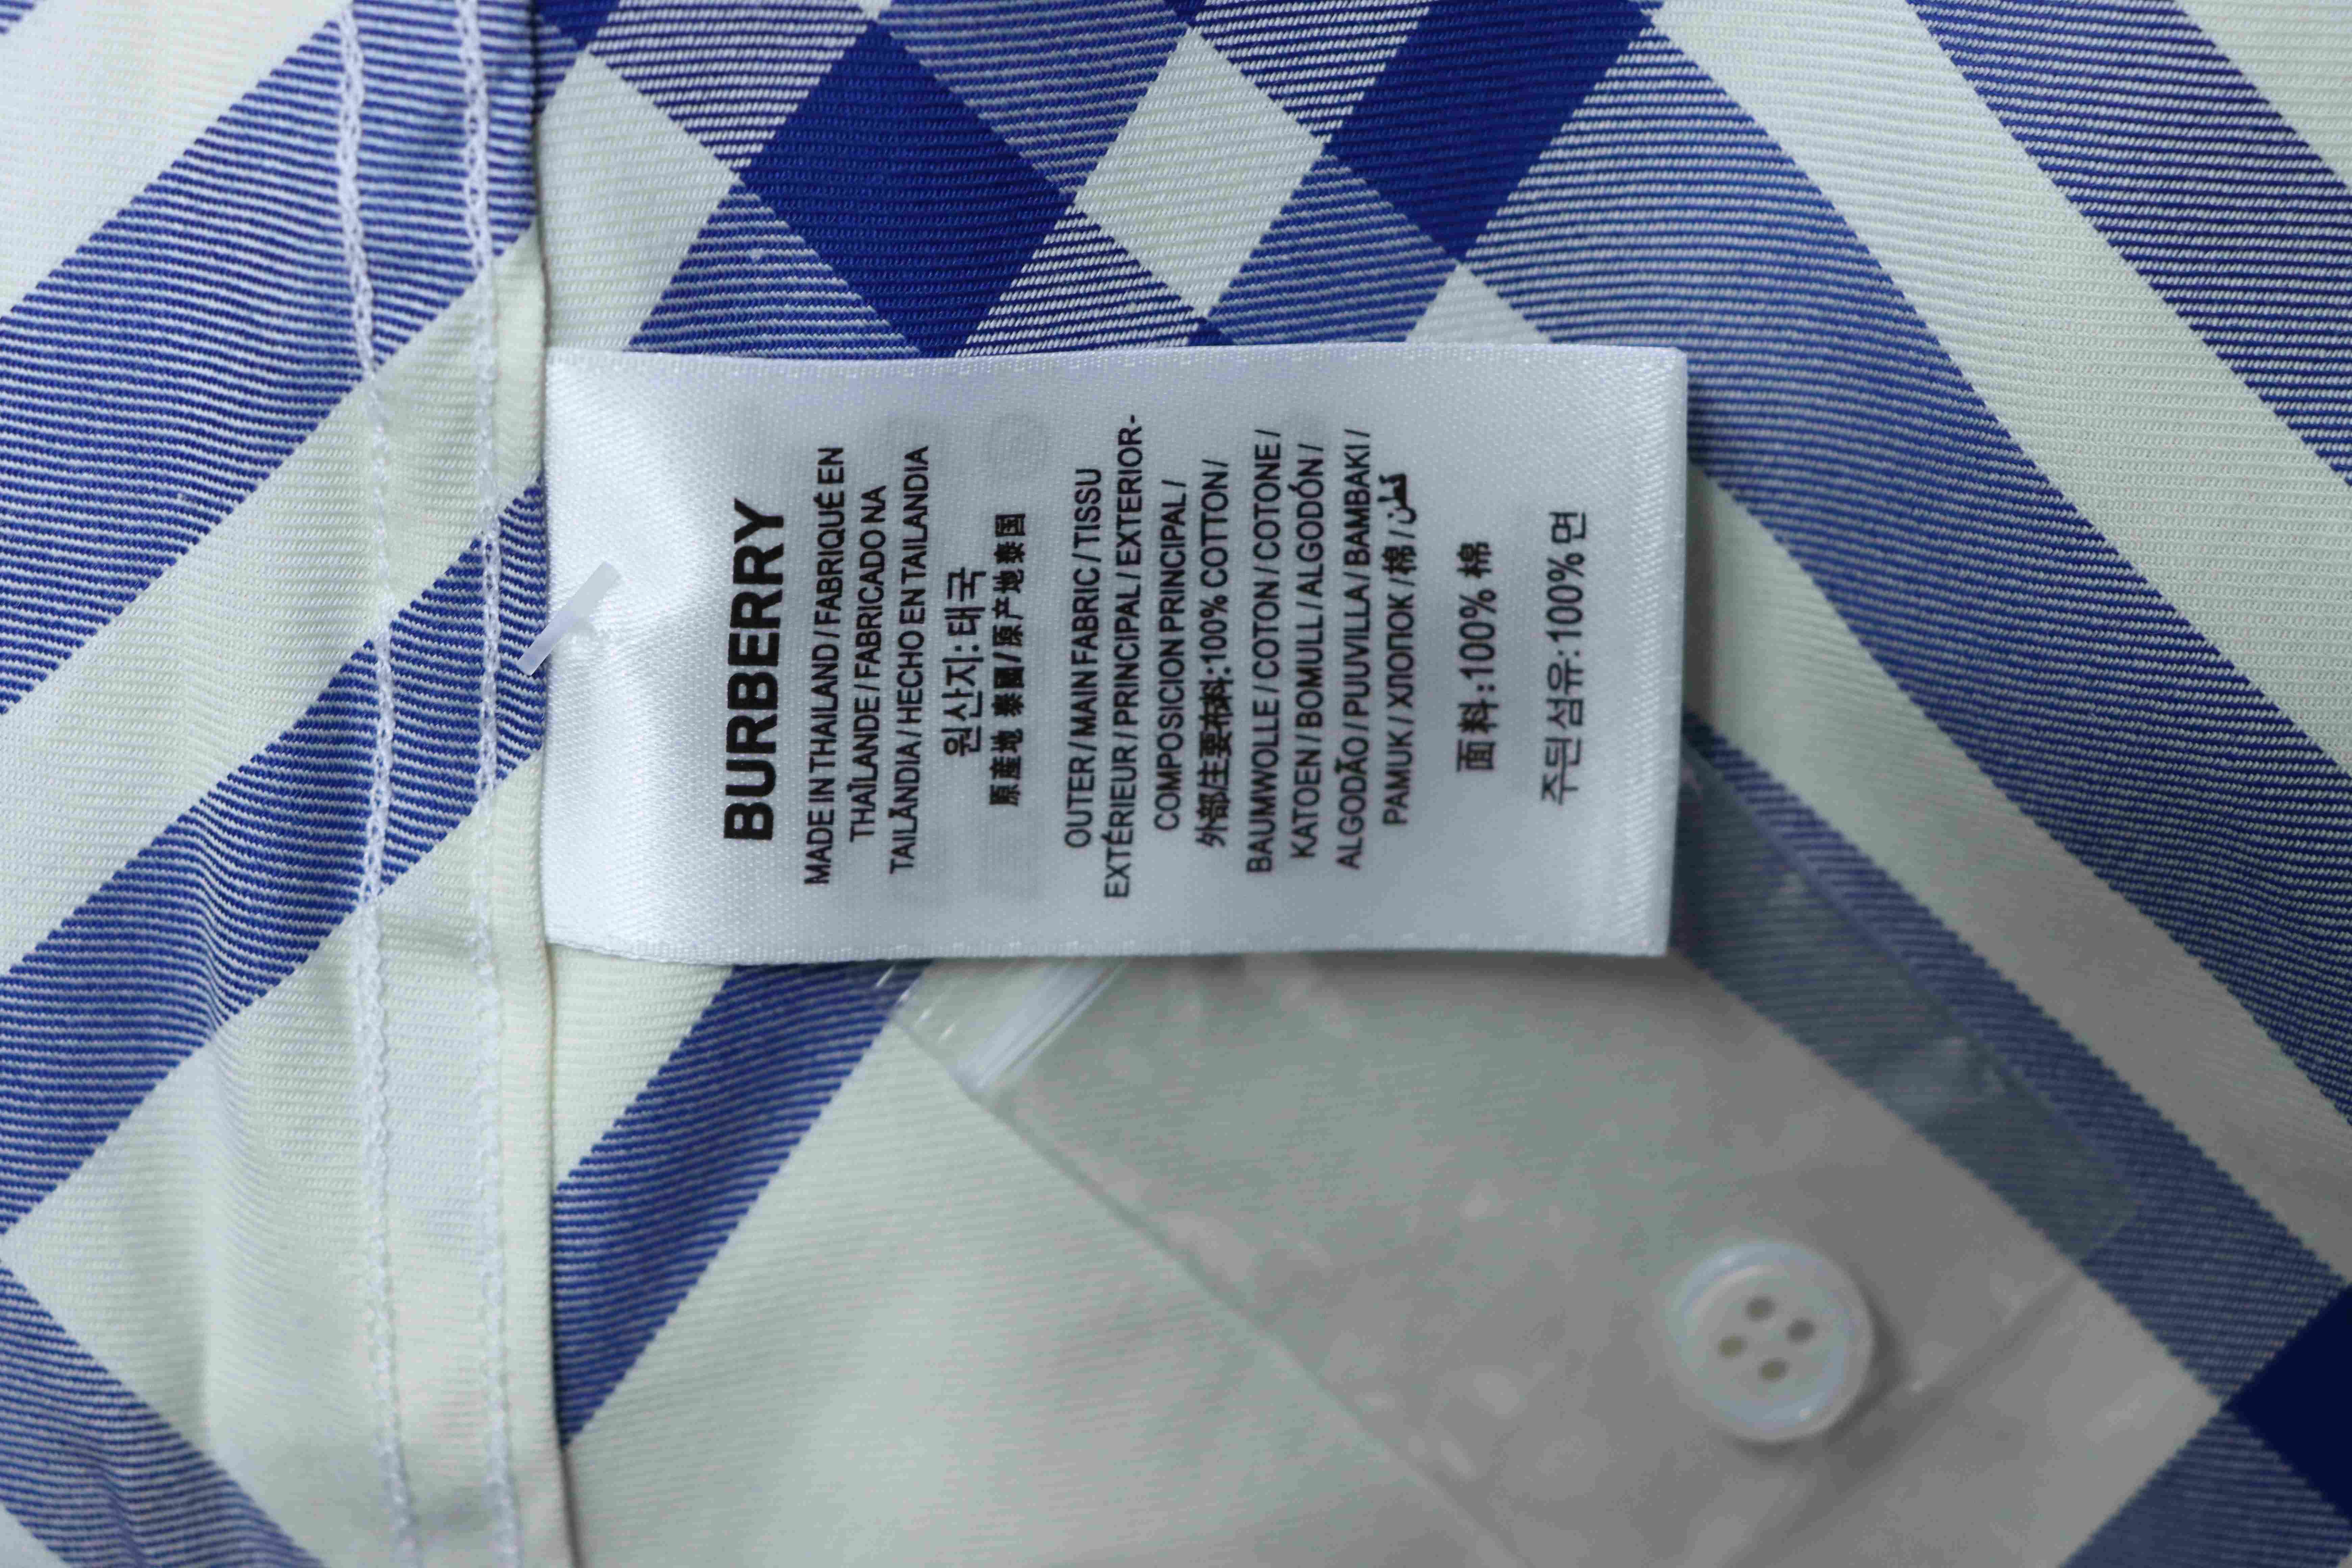 BURBERRY
MADE IN THAILAND / FABRIQUÉ EN
THAÏLANDE / FABRICADO NA
TAILÂNDIA / HECHO EN TAILANDIA
원산지: 태국
原産地 泰國 / 原产地 泰国
OUTER / MAIN FABRIC / TISSU
EXTÉRIEUR / PRINCIPAL / EXTERIOR-
COMPOSICION PRINCIPAL /
外部/主要布料:100% COTTON /
BAUMWOLLE / COTON / COTONE /
KATOEN / BOMULL / ALGODÓN /
ALGODÃO / PUUVILLA / BAMBAKI /
PAMUK / ХЛОПОК / 棉 / قطن
面料:100% 棉
주된섬유:100% 면